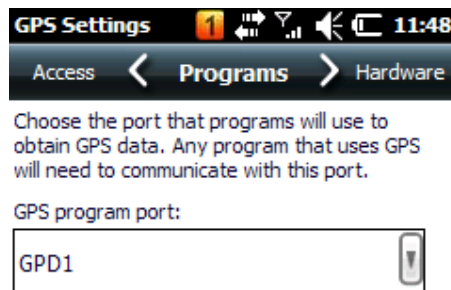 GPS Settings 1 11:48
Access Programs Hardware
Choose the port that programs will use to
obtain GPS data. Any program that uses GPS
will need to communicate with this port.
GPS program port:
GPD1